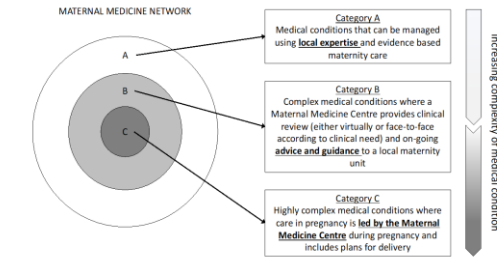 MATERNAL MEDICINE NETWORK
A
B
C
Category A
Medical conditions that can be managed
using local expertise and evidence based
maternity care
Category B
Complex medical conditions where a
Maternal Medicine Centre provides clinical
review (either virtually or face-to-face
according to clinical need) and on-going
advice and guidance to a local maternity
unit
Category C
Highly complex medical conditions where
care in pregnancy is led by the Maternal
Medicine Centre during pregnancy and
includes plans for delivery
Increasing complexity of medical condition